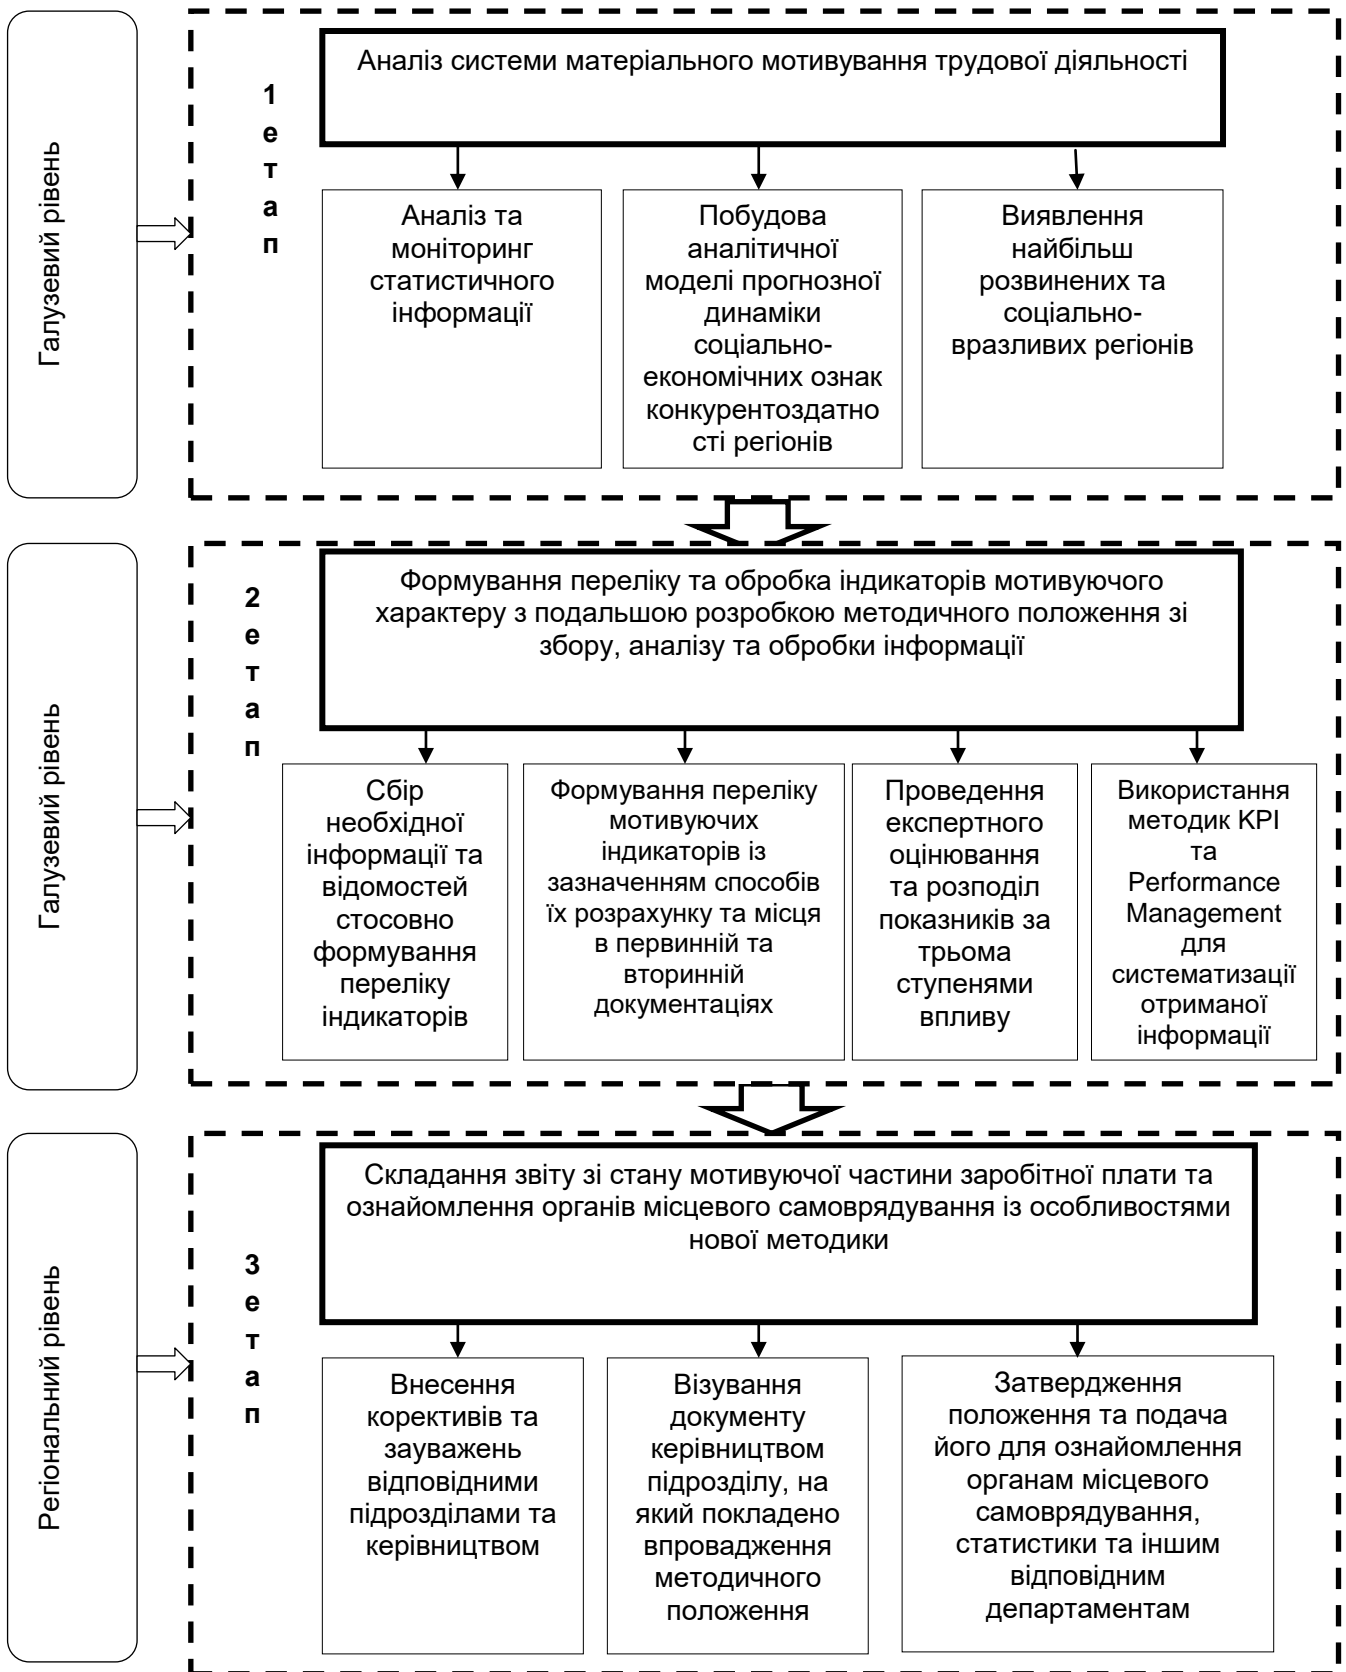 Галузевий рівень
1
е
т
а
п
Аналіз системи матеріального мотивування трудової діяльності
Аналіз та
моніторинг
статистичного
інформації
Побудова
аналітичної
моделі прогнозної
динаміки
соціально-
економічних ознак
конкурентоздатно
сті регіонів
Виявлення
найбільш
розвинених та
соціально-
вразливих регіонів
Галузевий рівень
2
е
т
а
п
Формування переліку та обробка індикаторів мотивуючого
характеру з подальшою розробкою методичного положення зі
збору, аналізу та обробки інформації
Сбір
необхідної
інформації та
відомостей
стосовно
формування
переліку
індикаторів
Формування переліку
мотивуючих
індикаторів із
зазначенням способів
їх розрахунку та місця
в первинній та
вторинній
документаціях
Проведення
експертного
оцінювання
та розподіл
показників за
трьома
ступенями
впливу
Використання
методик KPI
та
Performance
Management
для
систематизації
отриманої
інформації
Регіональний рівень
3
е
т
а
п
Складання звіту зі стану мотивуючої частини заробітної плати та
ознайомлення органів місцевого самоврядування із особливостями
нової методики
Внесення
корективів та
зауважень
відповідними
підрозділами та
керівництвом
Візування
документу
керівництвом
підрозділу, на
який покладено
впровадження
методичного
положення
Затвердження
положення та подача
його для ознайомлення
органам місцевого
самоврядування,
статистики та іншим
відповідним
департаментам